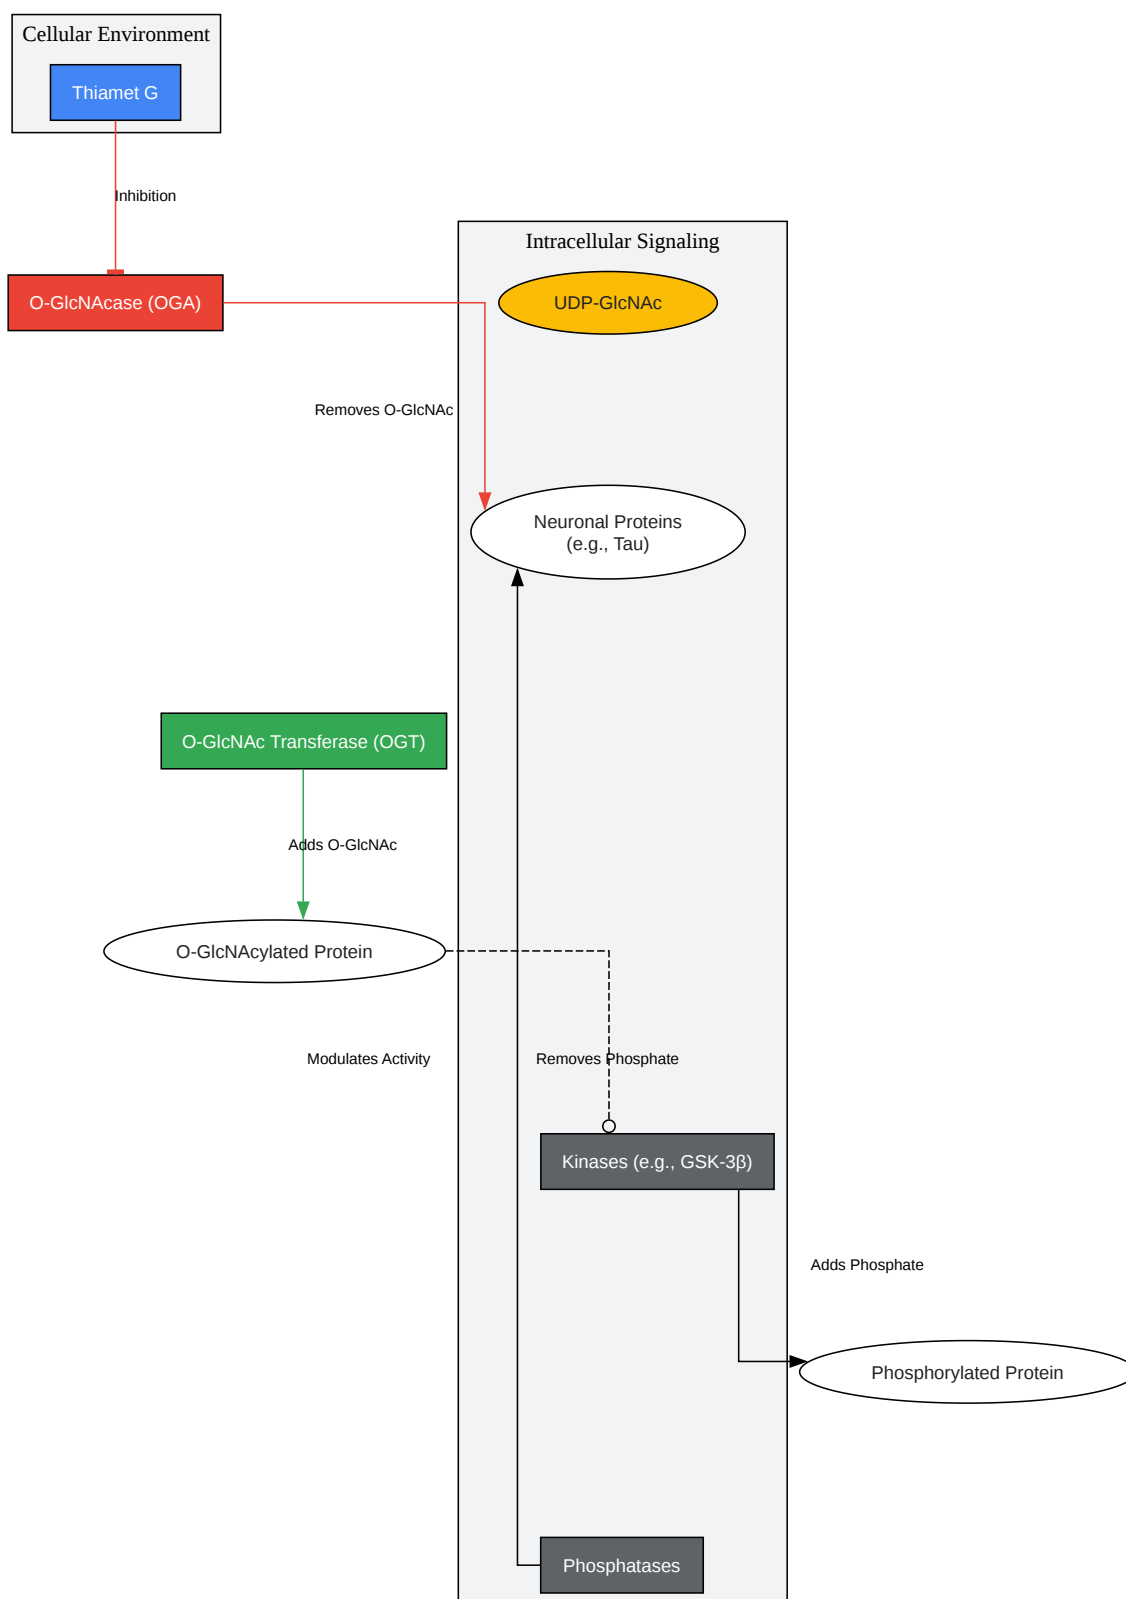 Cellular Environment
Thiamet G
Inhibition
Intracellular Signaling
O-GlcNAcase (OGA)
UDP-GlcNAc
Removes O-GlcNAc
Neuronal Proteins
(e.g., Tau)
O-GlcNAc Transferase (OGT)
Adds O-GlcNAc
O-GlcNAcylated Protein
Modulates Activity
Removes Phosphate
Kinases (e.g., GSK-3β)
Adds Phosphate
Phosphorylated Protein
Phosphatases